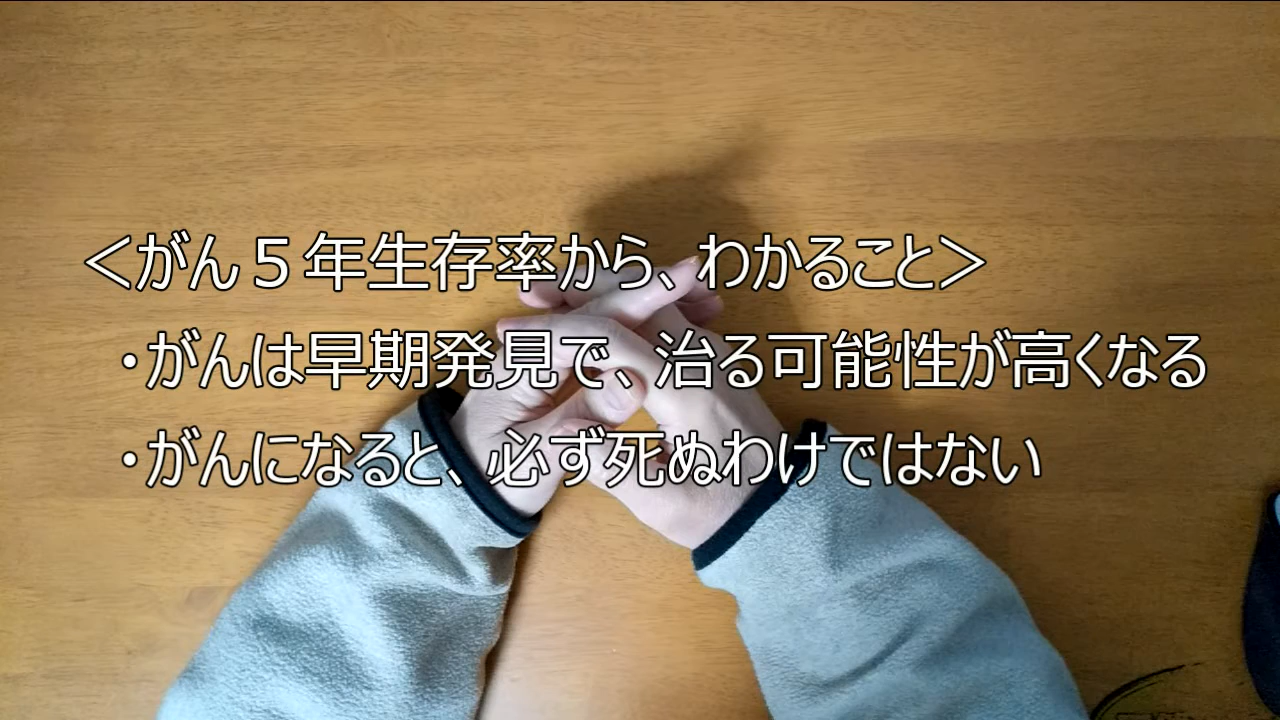 ＜がん５年生存率から、わかること＞
・がんは早期発見で、治る可能性が高くなる
・がんになると、必ず死ぬわけではない